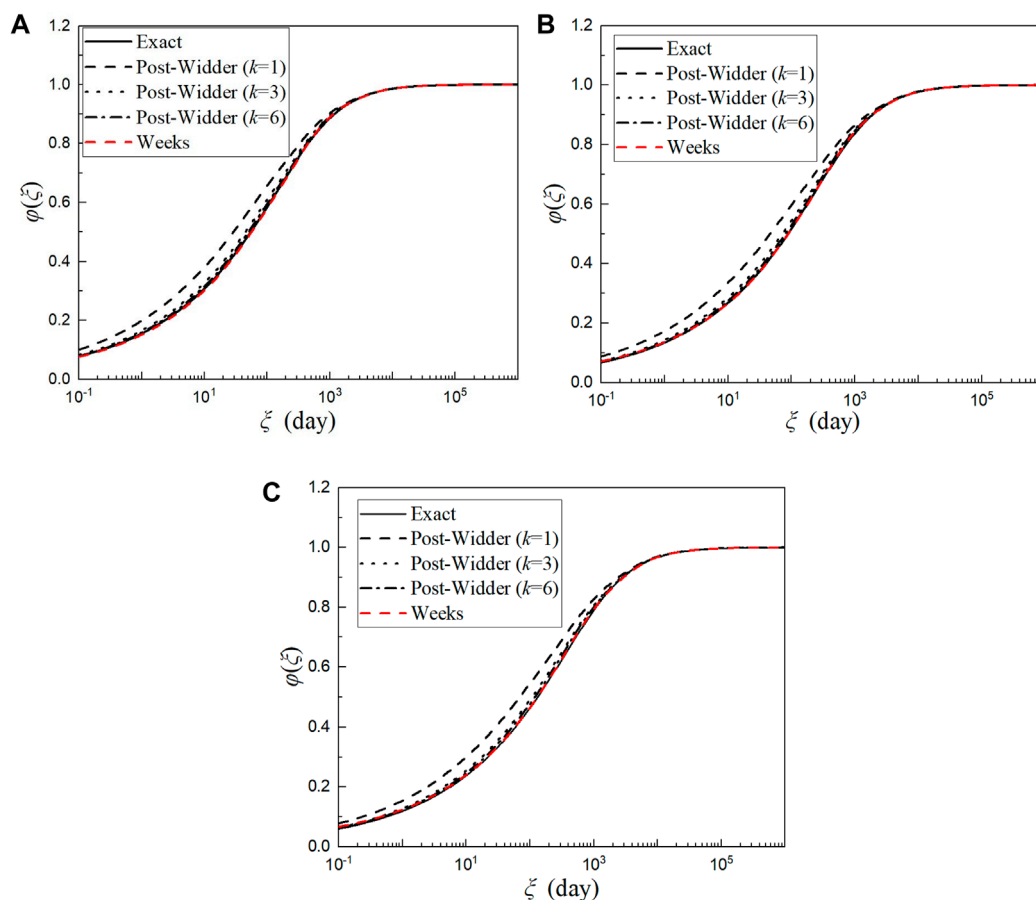 A
1.2
1.0
0.8
0.6
0.4
0.2
0.0
φ(ξ)
Exact
Post-Widder (k=1)
Post-Widder (k=3)
Post-Widder (k=6)
Weeks
10-1
101
103
105
ξ (day)
B
1.2
1.0
0.8
0.6
0.4
0.2
0.0
φ(ξ)
Exact
Post-Widder (k=1)
Post-Widder (k=3)
Post-Widder (k=6)
Weeks
10-1
101
103
105
ξ (day)
C
1.2
1.0
0.8
0.6
0.4
0.2
0.0
φ(ξ)
Exact
Post-Widder (k=1)
Post-Widder (k=3)
Post-Widder (k=6)
Weeks
10-1
101
103
105
ξ (day)